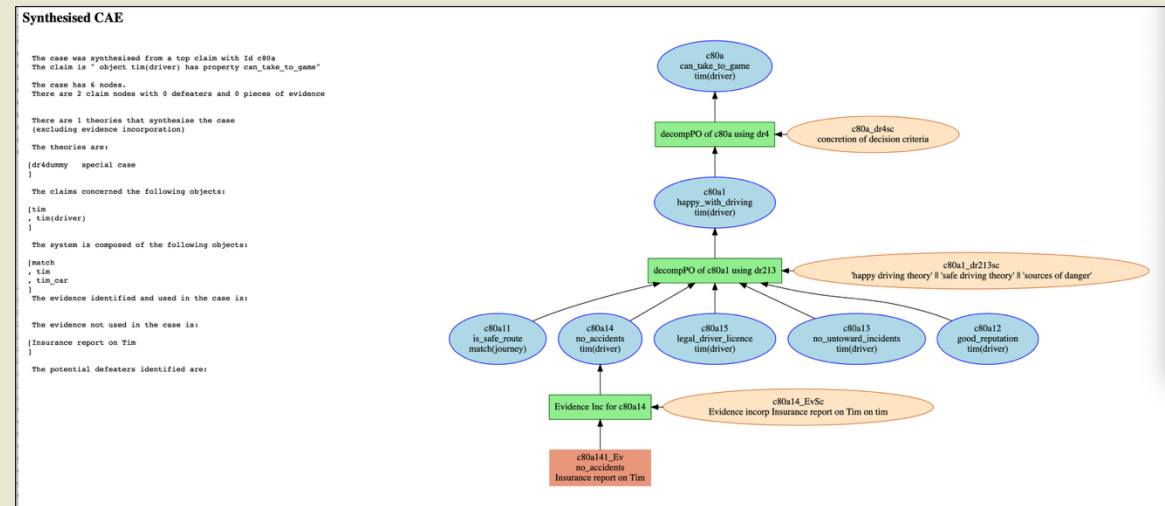 Synthesised CAE
The case was synthesised from a top claim with Id c80a
The claim is " object tim(driver) has property can_take_to_game"
The case has 6 nodes.
There are 2 claim nodes with 0 defeaters and 0 pieces of evidence
There are 1 theories that synthesise the case
(excluding evidence incorporation)
The theories are:
[dr4dummy   special case
]
The claims concerned the following objects:
[tim
, tim(driver)
]
The system is composed of the following objects:
[match
, tim
, tim_car
]
The evidence identified and used in the case is:
The evidence not used in the case is:
[Insurance report on Tim
]
The potential defeaters identified are:
c80a
can_take_to_game
tim(driver)
decompPO of c80a using dr4
c80a_dr4sc
concretion of decision criteria
c80a1
happy_with_driving
tim(driver)
decompPO of c80a1 using dr213
c80a1_dr213sc
'happy driving theory' || 'safe driving theory' || 'sources of danger'
c80a11
is_safe_route
match(journey)
c80a14
no_accidents
tim(driver)
c80a15
legal_driver_licence
tim(driver)
c80a13
no_untoward_incidents
tim(driver)
c80a12
good_reputation
tim(driver)
Evidence Inc for c80a14
c80a14_EvSc
Evidence incorp Insurance report on Tim on tim
c80a141_Ev
no_accidents
Insurance report on Tim